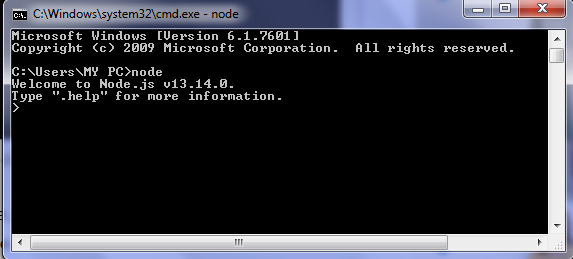 C:\Windows\system32\cmd.exe - node
Microsoft Windows [Version 6.1.7601]
Copyright (c) 2009 Microsoft Corporation.  All rights reserved.
C:\Users\MY PC>node
Welcome to Node.js v13.14.0.
Type ".help" for more information.
>